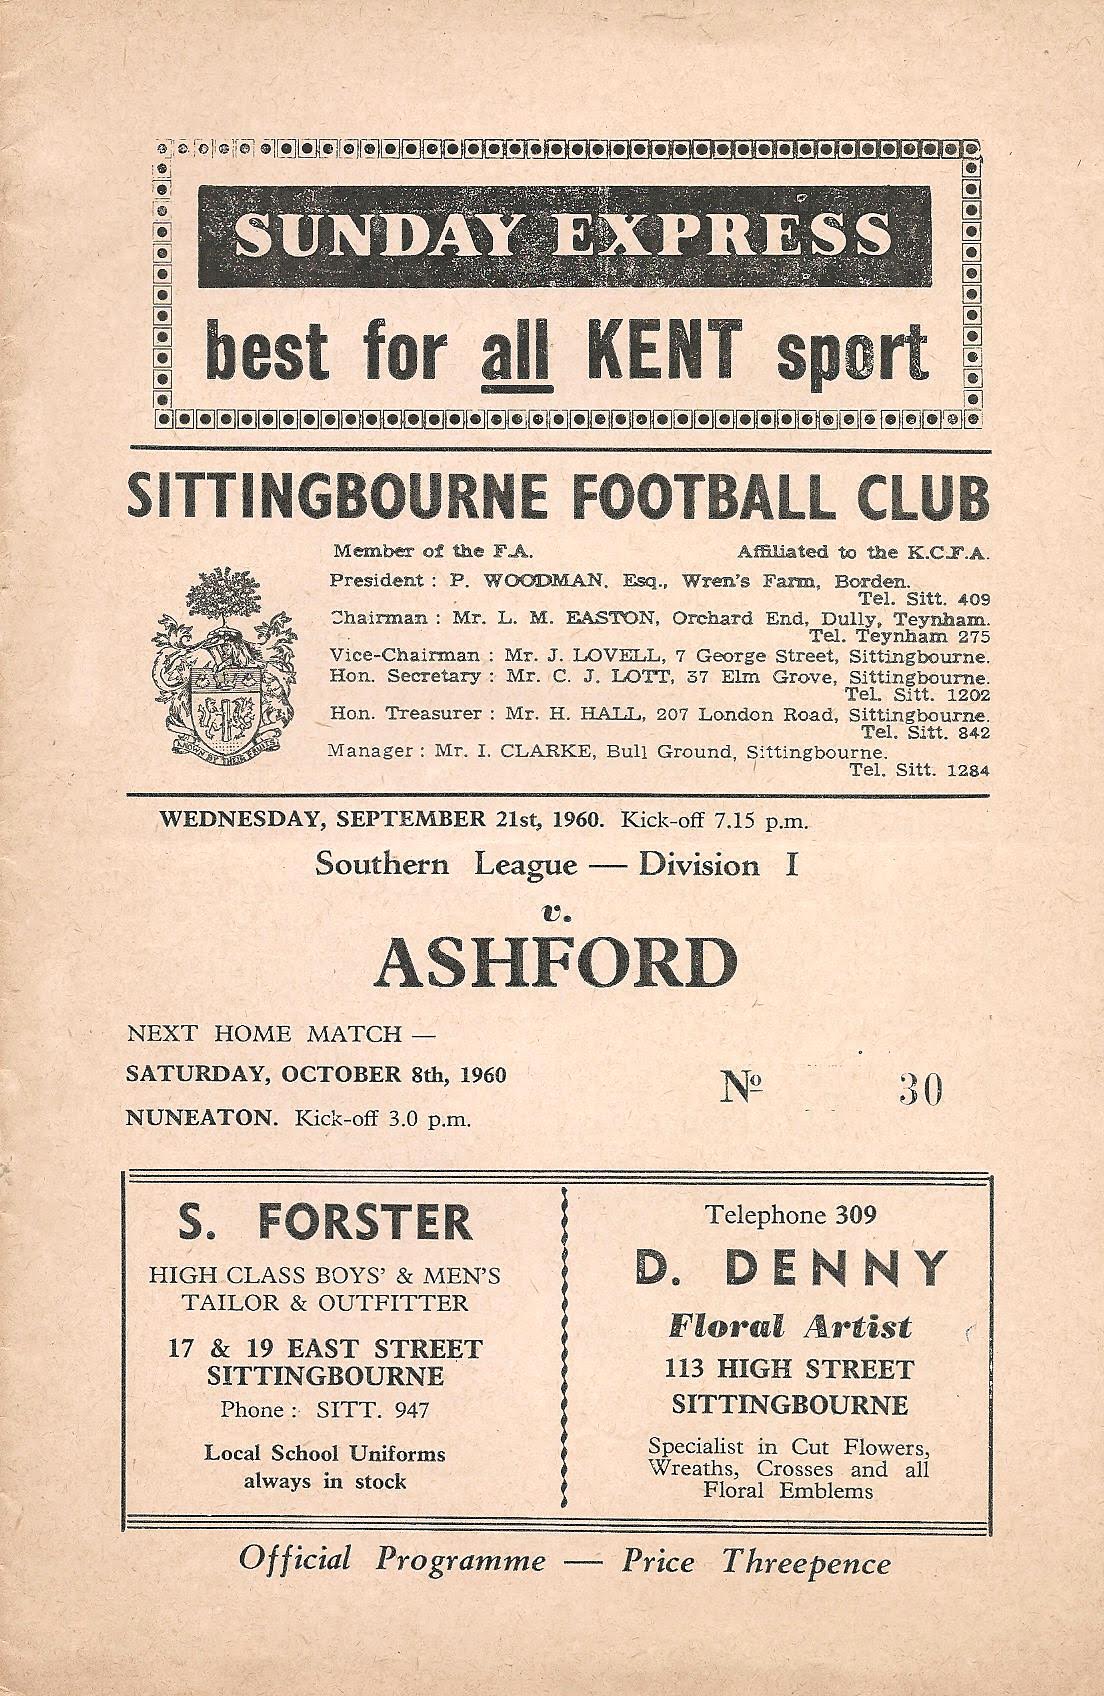 SUNDAY EXPRESS
best for all KENT sport
SITTINGBOURNE FOOTBALL CLUB
Member of the F.A. Affiliated to the K.C.F.A.
President : P. WOODMAN. Esq., Wren's Farm, Borden.
Tel. Sitt. 409
Chairman : Mr. L. M. EASTON, Orchard End, Dully, Teynham.
Tel. Teynham 275
Vice-Chairman : Mr. J. LOVELL, 7 George Street, Sittingbourne.
Hon. Secretary : Mr. C. J. LOTT, 37 Elm Grove, Sittingbourne.
Tel. Sitt. 1202
Hon. Treasurer : Mr. H. HALL, 207 London Road, Sittingbourne.
Tel. Sitt. 842
Manager : Mr. I. CLARKE, Bull Ground, Sittingbourne.
Tel. Sitt. 1284
KNOWN BY THEIR FRUITS
WEDNESDAY, SEPTEMBER 21st, 1960. Kick-off 7.15 p.m.
Southern League — Division I
v.
ASHFORD
NEXT HOME MATCH —
SATURDAY, OCTOBER 8th, 1960
NUNEATON. Kick-off 3.0 p.m.
Nº 30
S. FORSTER
HIGH CLASS BOYS' & MEN'S
TAILOR & OUTFITTER
17 & 19 EAST STREET
SITTINGBOURNE
Phone : SITT. 947
Local School Uniforms
always in stock
Telephone 309
D. DENNY
Floral Artist
113 HIGH STREET
SITTINGBOURNE
Specialist in Cut Flowers,
Wreaths, Crosses and all
Floral Emblems
Official Programme — Price Threepence